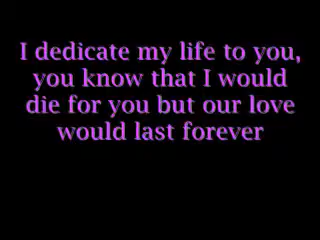 I dedicate my life to you,
you know that I would
die for you but our love
would last forever